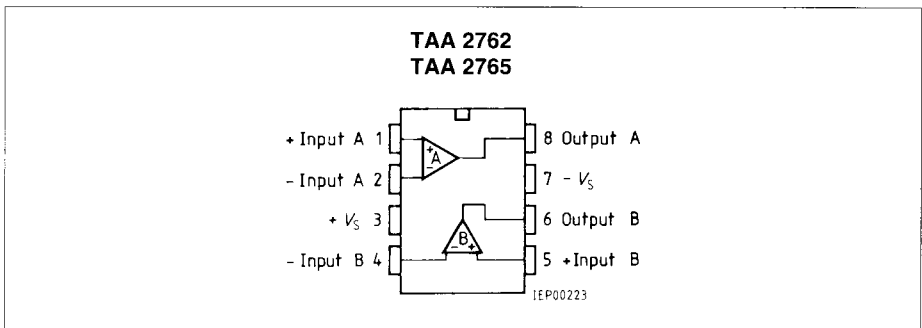 TAA 2762
TAA 2765
+ Input A 1
- Input A 2
+ VS 3
- Input B 4
8 Output A
7 - VS
6 Output B
5 +Input B
+
-
A
B
-
+
IEP00223